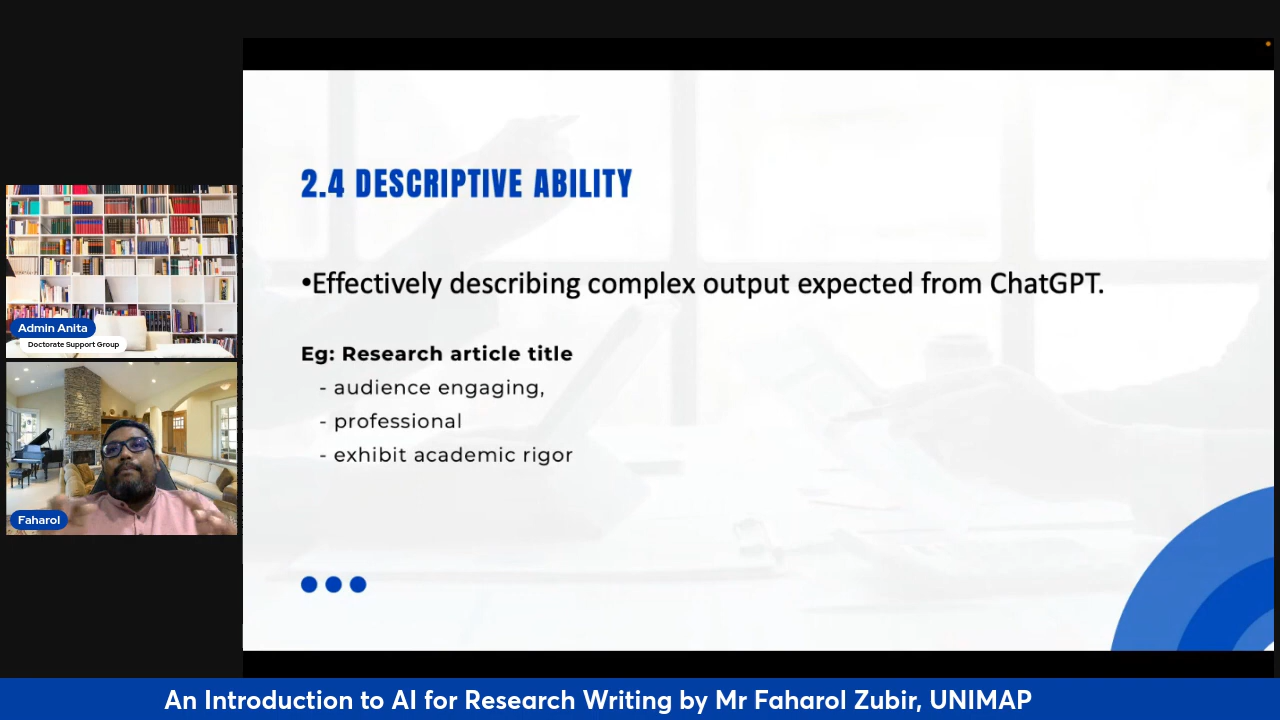 2.4 DESCRIPTIVE ABILITY
•Effectively describing complex output expected from ChatGPT.
Eg: Research article title
- audience engaging,
- professional
- exhibit academic rigor
Admin Anita
Doctorate Support Group
Faharol
An Introduction to AI for Research Writing by Mr Faharol Zubir, UNIMAP